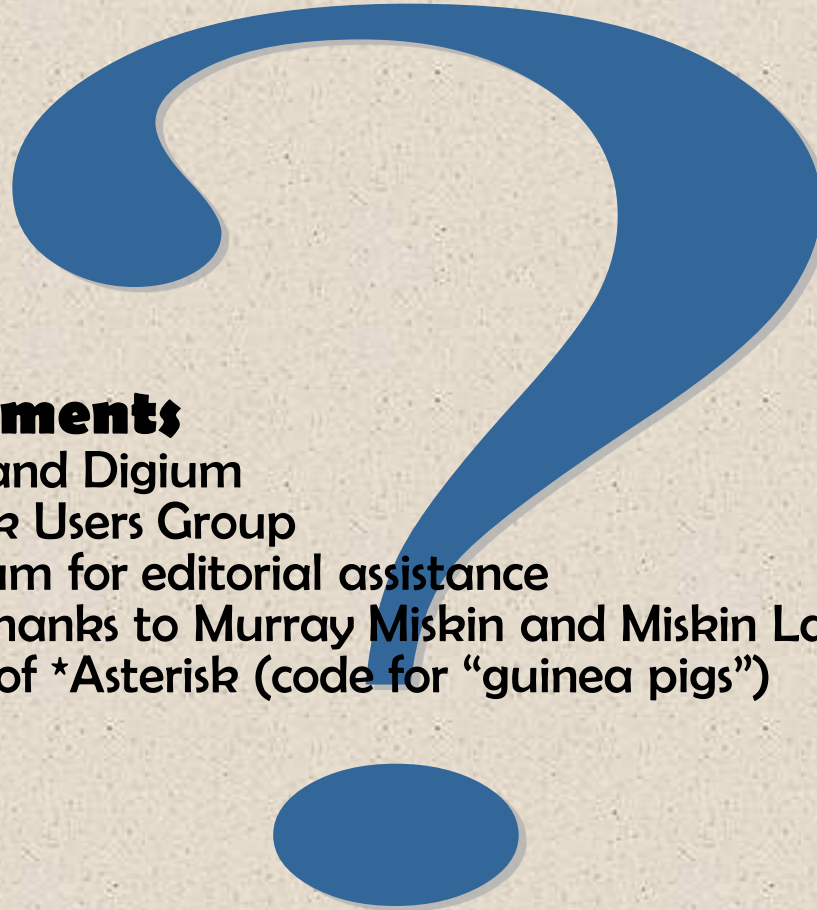 ments
and Digium
k Users Group
um for editorial assistance
hanks to Murray Miskin and Miskin La
of *Asterisk (code for “guinea pigs”)
?